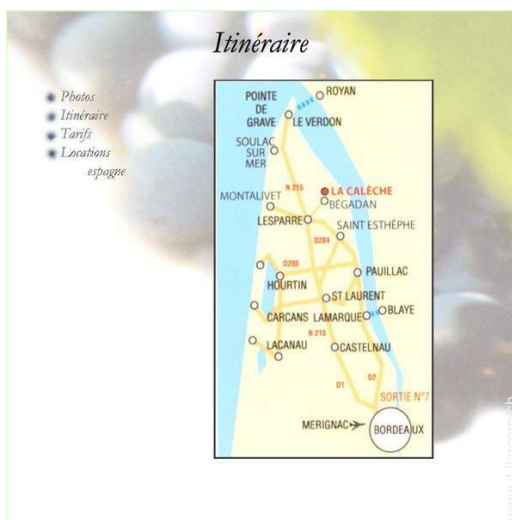 Itinéraire
Photos
Itinéraire
Tarifs
Locations
espagne
ROYAN
POINTE
DE
GRAVE
LE VERDON
SOULAC
SUR
MER
N 215
LA CALÈCHE
MONTALIVET
BÉGADAN
LESPARRE
SAINT ESTHÈPHE
D204
D205
PAUILLAC
HOURTIN
ST LAURENT
CARCANS
LAMARQUE
BLAYE
N 215
LACANAU
CASTELNAU
D1
D2
SORTIE N°7
MERIGNAC
BORDEAUX